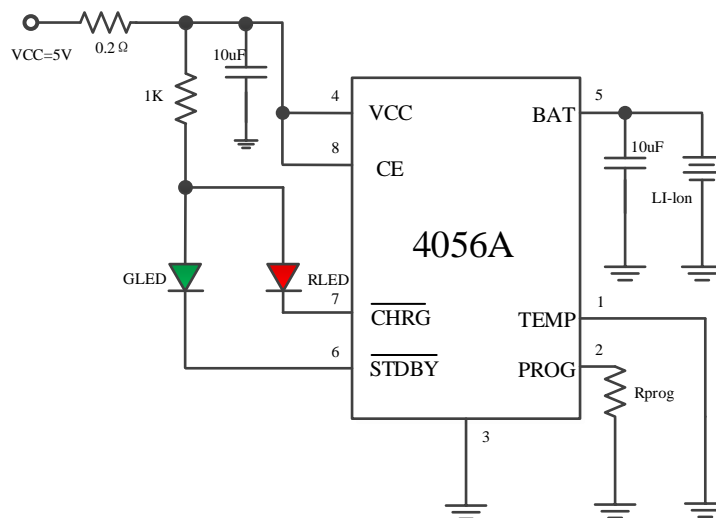 VCC=5V
0.2Ω
10uF
1K
4
VCC
8
CE
5
BAT
10uF
LI-lon
4056A
GLED
RLED
7
CHRG
6
STDBY
1
TEMP
2
PROG
Rprog
3